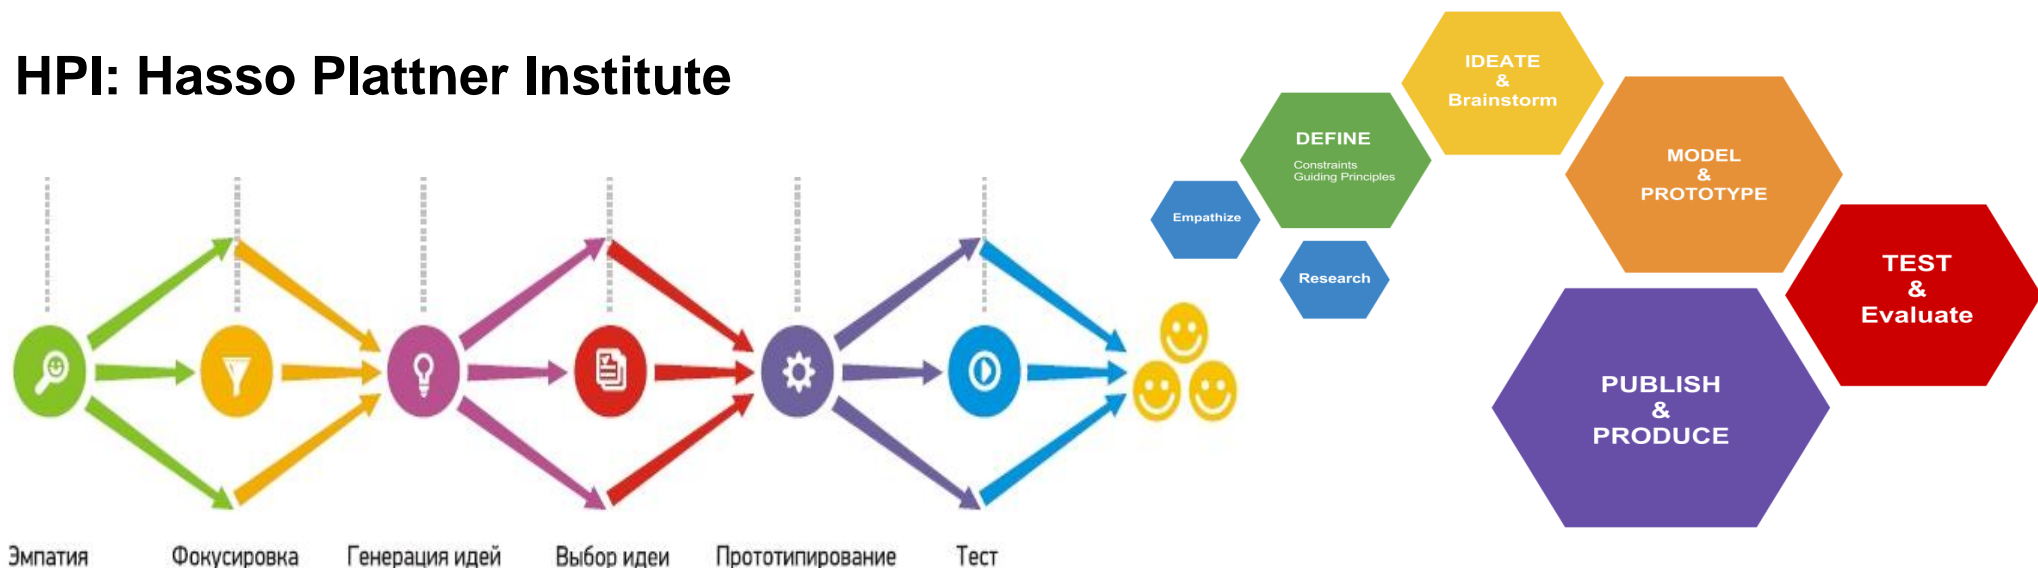 HPI: Hasso Plattner Institute
Эмпатия
Фокусировка
Генерация идей
Выбор идеи
Прототипирование
Тест
Empathize
Research
DEFINE
Constraints
Guiding Principles
IDEATE
&
Brainstorm
MODEL
&
PROTOTYPE
TEST
&
Evaluate
PUBLISH
&
PRODUCE